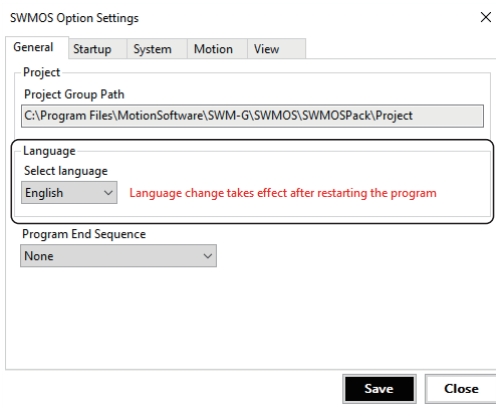 SWMOS Option Settings
General Startup System Motion View
Project
Project Group Path
C:\Program Files\MotionSoftware\SWM-G\SWMOS\SWMOSPack\Project
Language
Select language
English Language change takes effect after restarting the program
Program End Sequence
None
Save Close